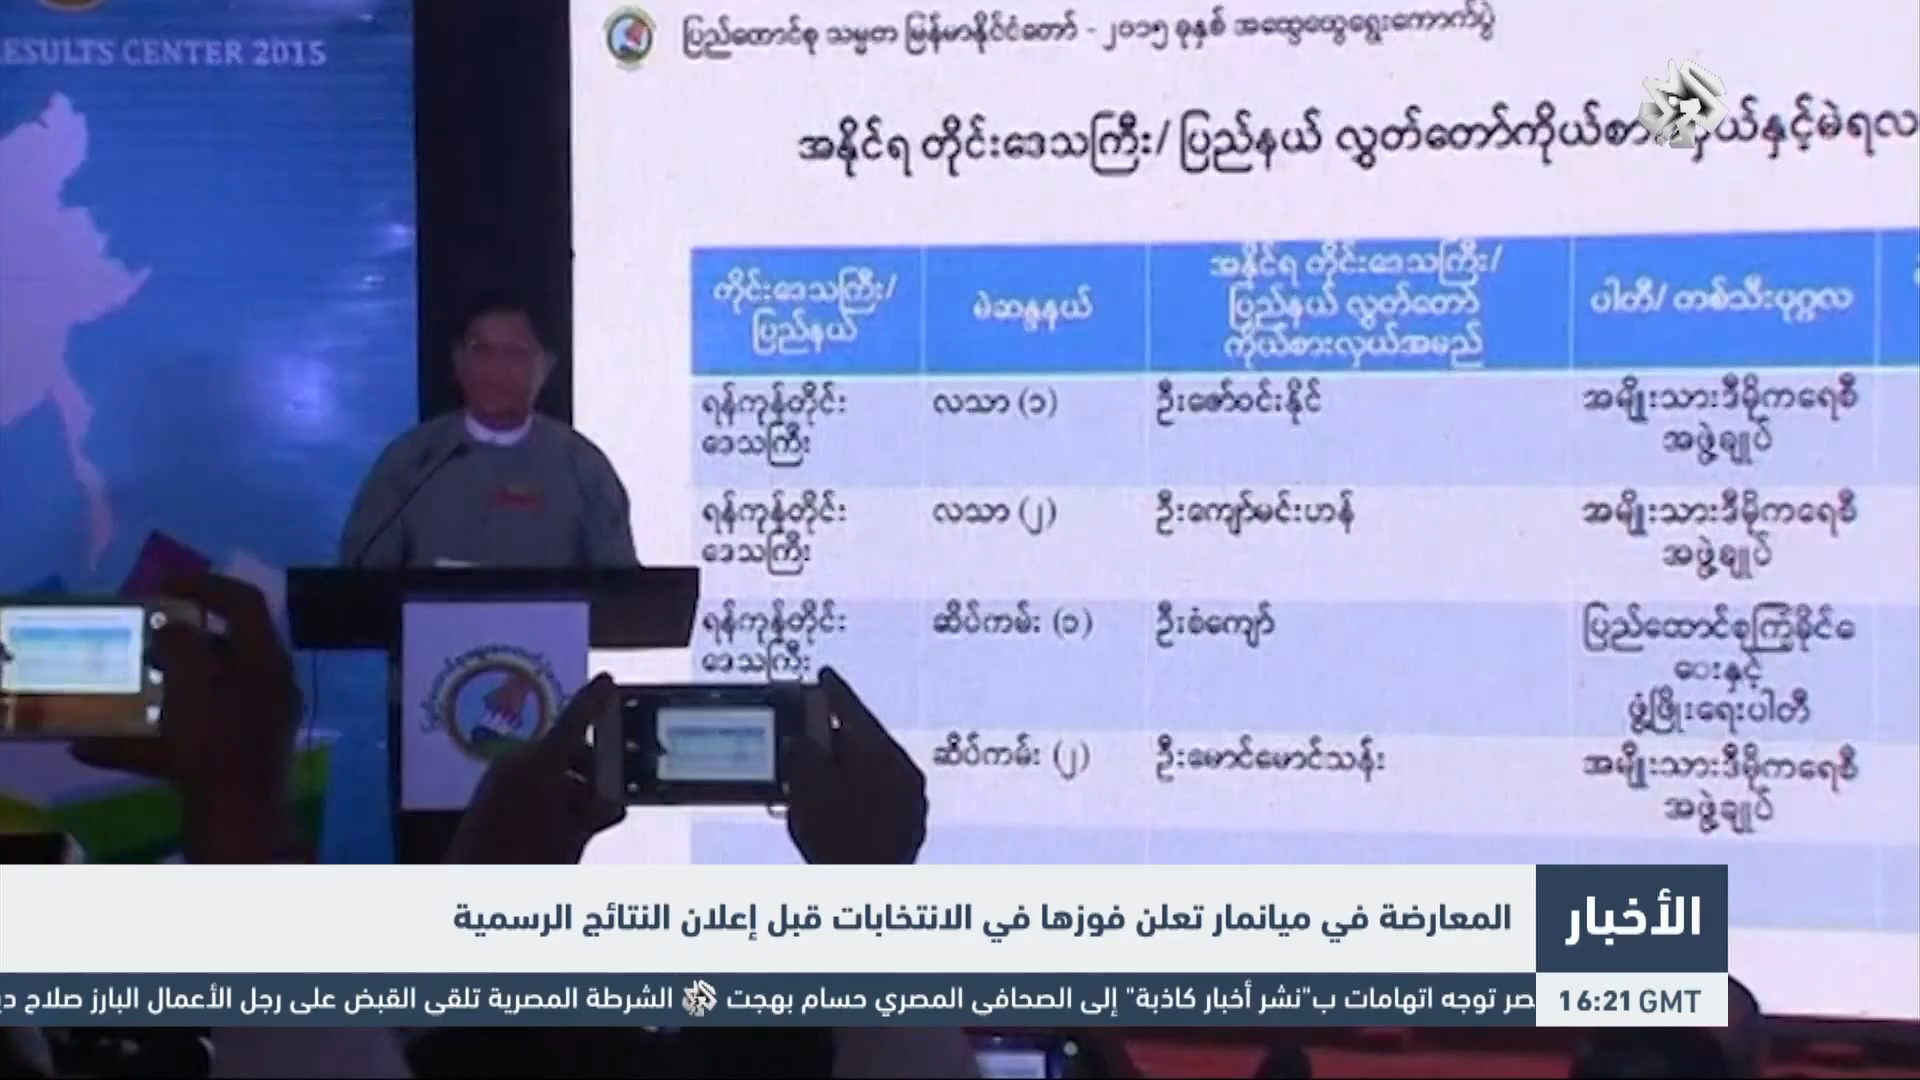 RESULTS CENTER 2015
ပြည်ထောင်စု သမ္မတ မြန်မာနိုင်ငံတော် - ၂၀၁၅ ခုနှစ် အထွေထွေရွေးကောက်ပွဲ
အနိုင်ရ တိုင်းဒေသကြီး/ ပြည်နယ် လွှတ်တော်ကိုယ်စားလှယ်နှင့်မဲရလ
တိုင်းဒေသကြီး/
ပြည်နယ်
မဲဆန္ဒနယ်
အနိုင်ရ တိုင်းဒေသကြီး/
ပြည်နယ် လွှတ်တော်
ကိုယ်စားလှယ်အမည်
ပါတီ/ တစ်သီးပုဂ္ဂလ
ရန်ကုန်တိုင်း
ဒေသကြီး
လသာ (၁)
ဦးဇော်ဝင်းနိုင်
အမျိုးသားဒီမိုကရေစီ
အဖွဲ့ချုပ်
ရန်ကုန်တိုင်း
ဒေသကြီး
လသာ (၂)
ဦးကျော်မင်းဟန်
အမျိုးသားဒီမိုကရေစီ
အဖွဲ့ချုပ်
ရန်ကုန်တိုင်း
ဒေသကြီး
ဆိပ်ကမ်း (၁)
ဦးစံကျော်
ပြည်ထောင်စုကြံ့ခိုင်ရေ
ေးနှင့်
ဖွံ့ဖြိုးရေးပါတီ
ဆိပ်ကမ်း (၂)
ဦးမောင်မောင်သန်း
အမျိုးသားဒီမိုကရေစီ
အဖွဲ့ချုပ်
الأخبار
المعارضة في ميانمار تعلن فوزها في الانتخابات قبل إعلان النتائج الرسمية
16:21 GMT
صر توجه اتهامات ب"نشر أخبار كاذبة" إلى الصحافي المصري حسام بهجت الشرطة المصرية تلقى القبض على رجل الأعمال البارز صلاح دي